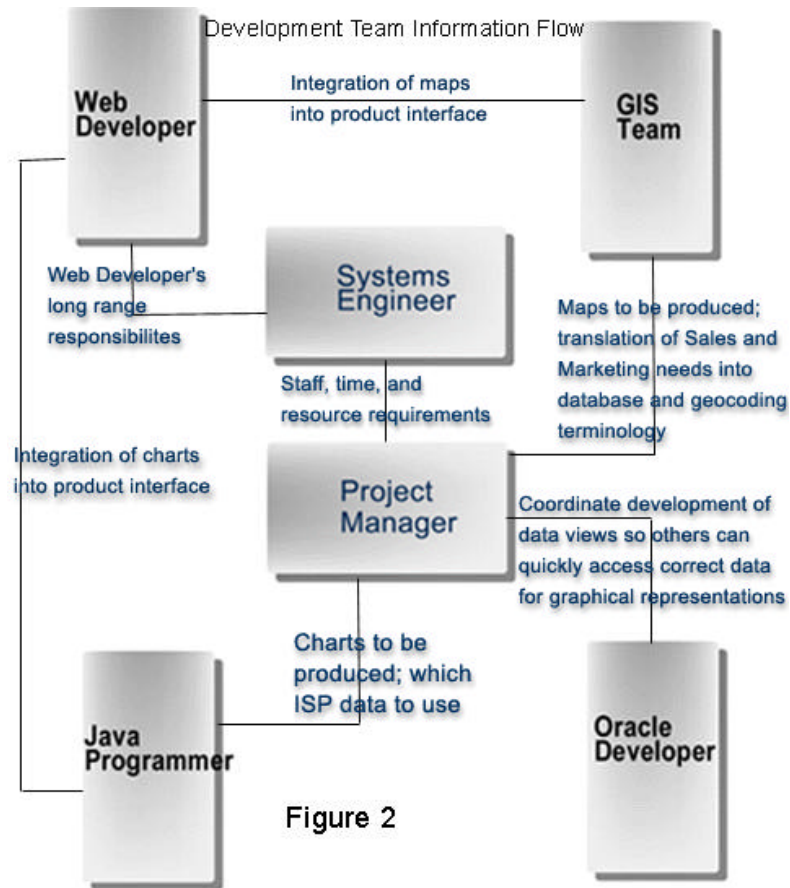 Development Team Information Flow
Web
Developer
Integration of maps
into product interface
GIS
Team
Web Developer's
long range
responsibilites
Systems
Engineer
Maps to be produced;
translation of Sales and
Marketing needs into
database and geocoding
terminology
Staff, time, and
resource requirements
Integration of charts
into product interface
Project
Manager
Coordinate development of
data views so others can
quickly access correct data
for graphical representations
Charts to be
produced; which
ISP data to use
Java
Programmer
Oracle
Developer
Figure 2